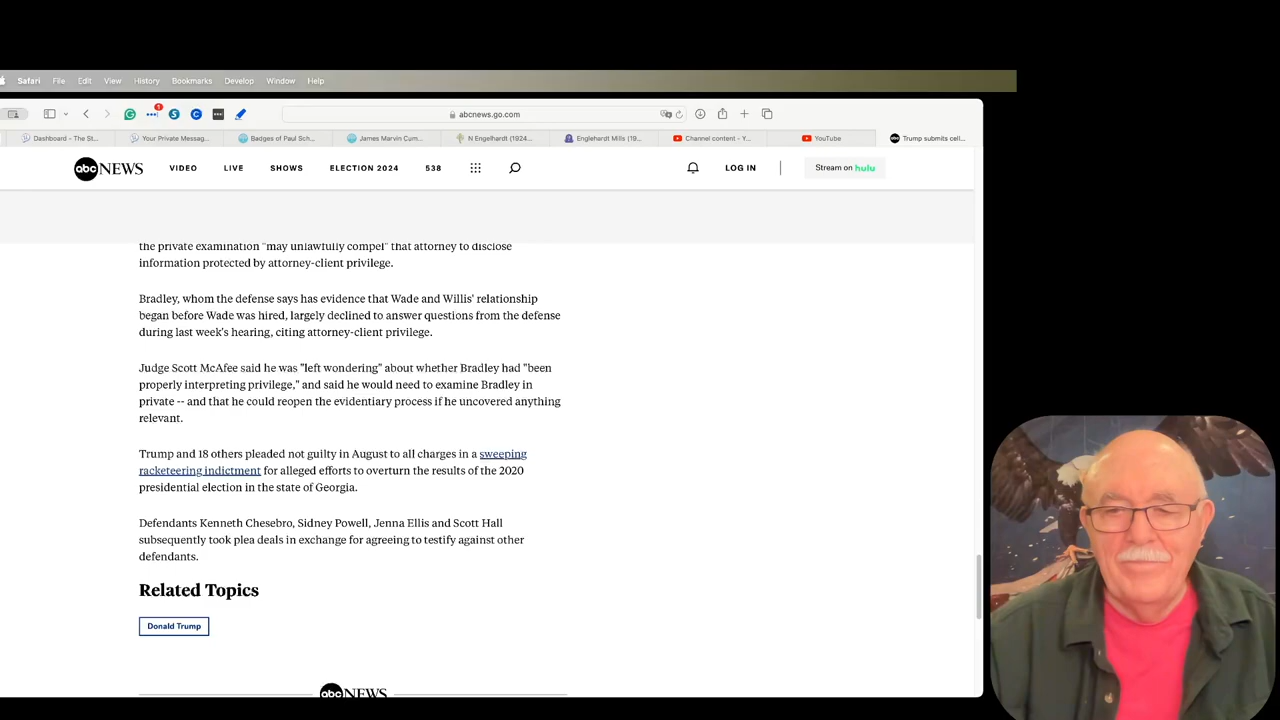 Safari File Edit View History Bookmarks Develop Window Help
1
abcnews.go.com
Dashboard - The St... Your Private Messag... Badges of Paul Sch... James Marvin Cum... N Engelhardt (1924... Englehardt Mills (19... Channel content - Y... YouTube Trump submits cell...
abc NEWS VIDEO LIVE SHOWS ELECTION 2024 538 LOG IN Stream on hulu
the private examination "may unlawfully compel" that attorney to disclose
information protected by attorney-client privilege.
Bradley, whom the defense says has evidence that Wade and Willis' relationship
began before Wade was hired, largely declined to answer questions from the defense
during last week's hearing, citing attorney-client privilege.
Judge Scott McAfee said he was "left wondering" about whether Bradley had "been
properly interpreting privilege," and said he would need to examine Bradley in
private -- and that he could reopen the evidentiary process if he uncovered anything
relevant.
Trump and 18 others pleaded not guilty in August to all charges in a sweeping
racketeering indictment for alleged efforts to overturn the results of the 2020
presidential election in the state of Georgia.
Defendants Kenneth Chesebro, Sidney Powell, Jenna Ellis and Scott Hall
subsequently took plea deals in exchange for agreeing to testify against other
defendants.
Related Topics
Donald Trump
abc NEWS